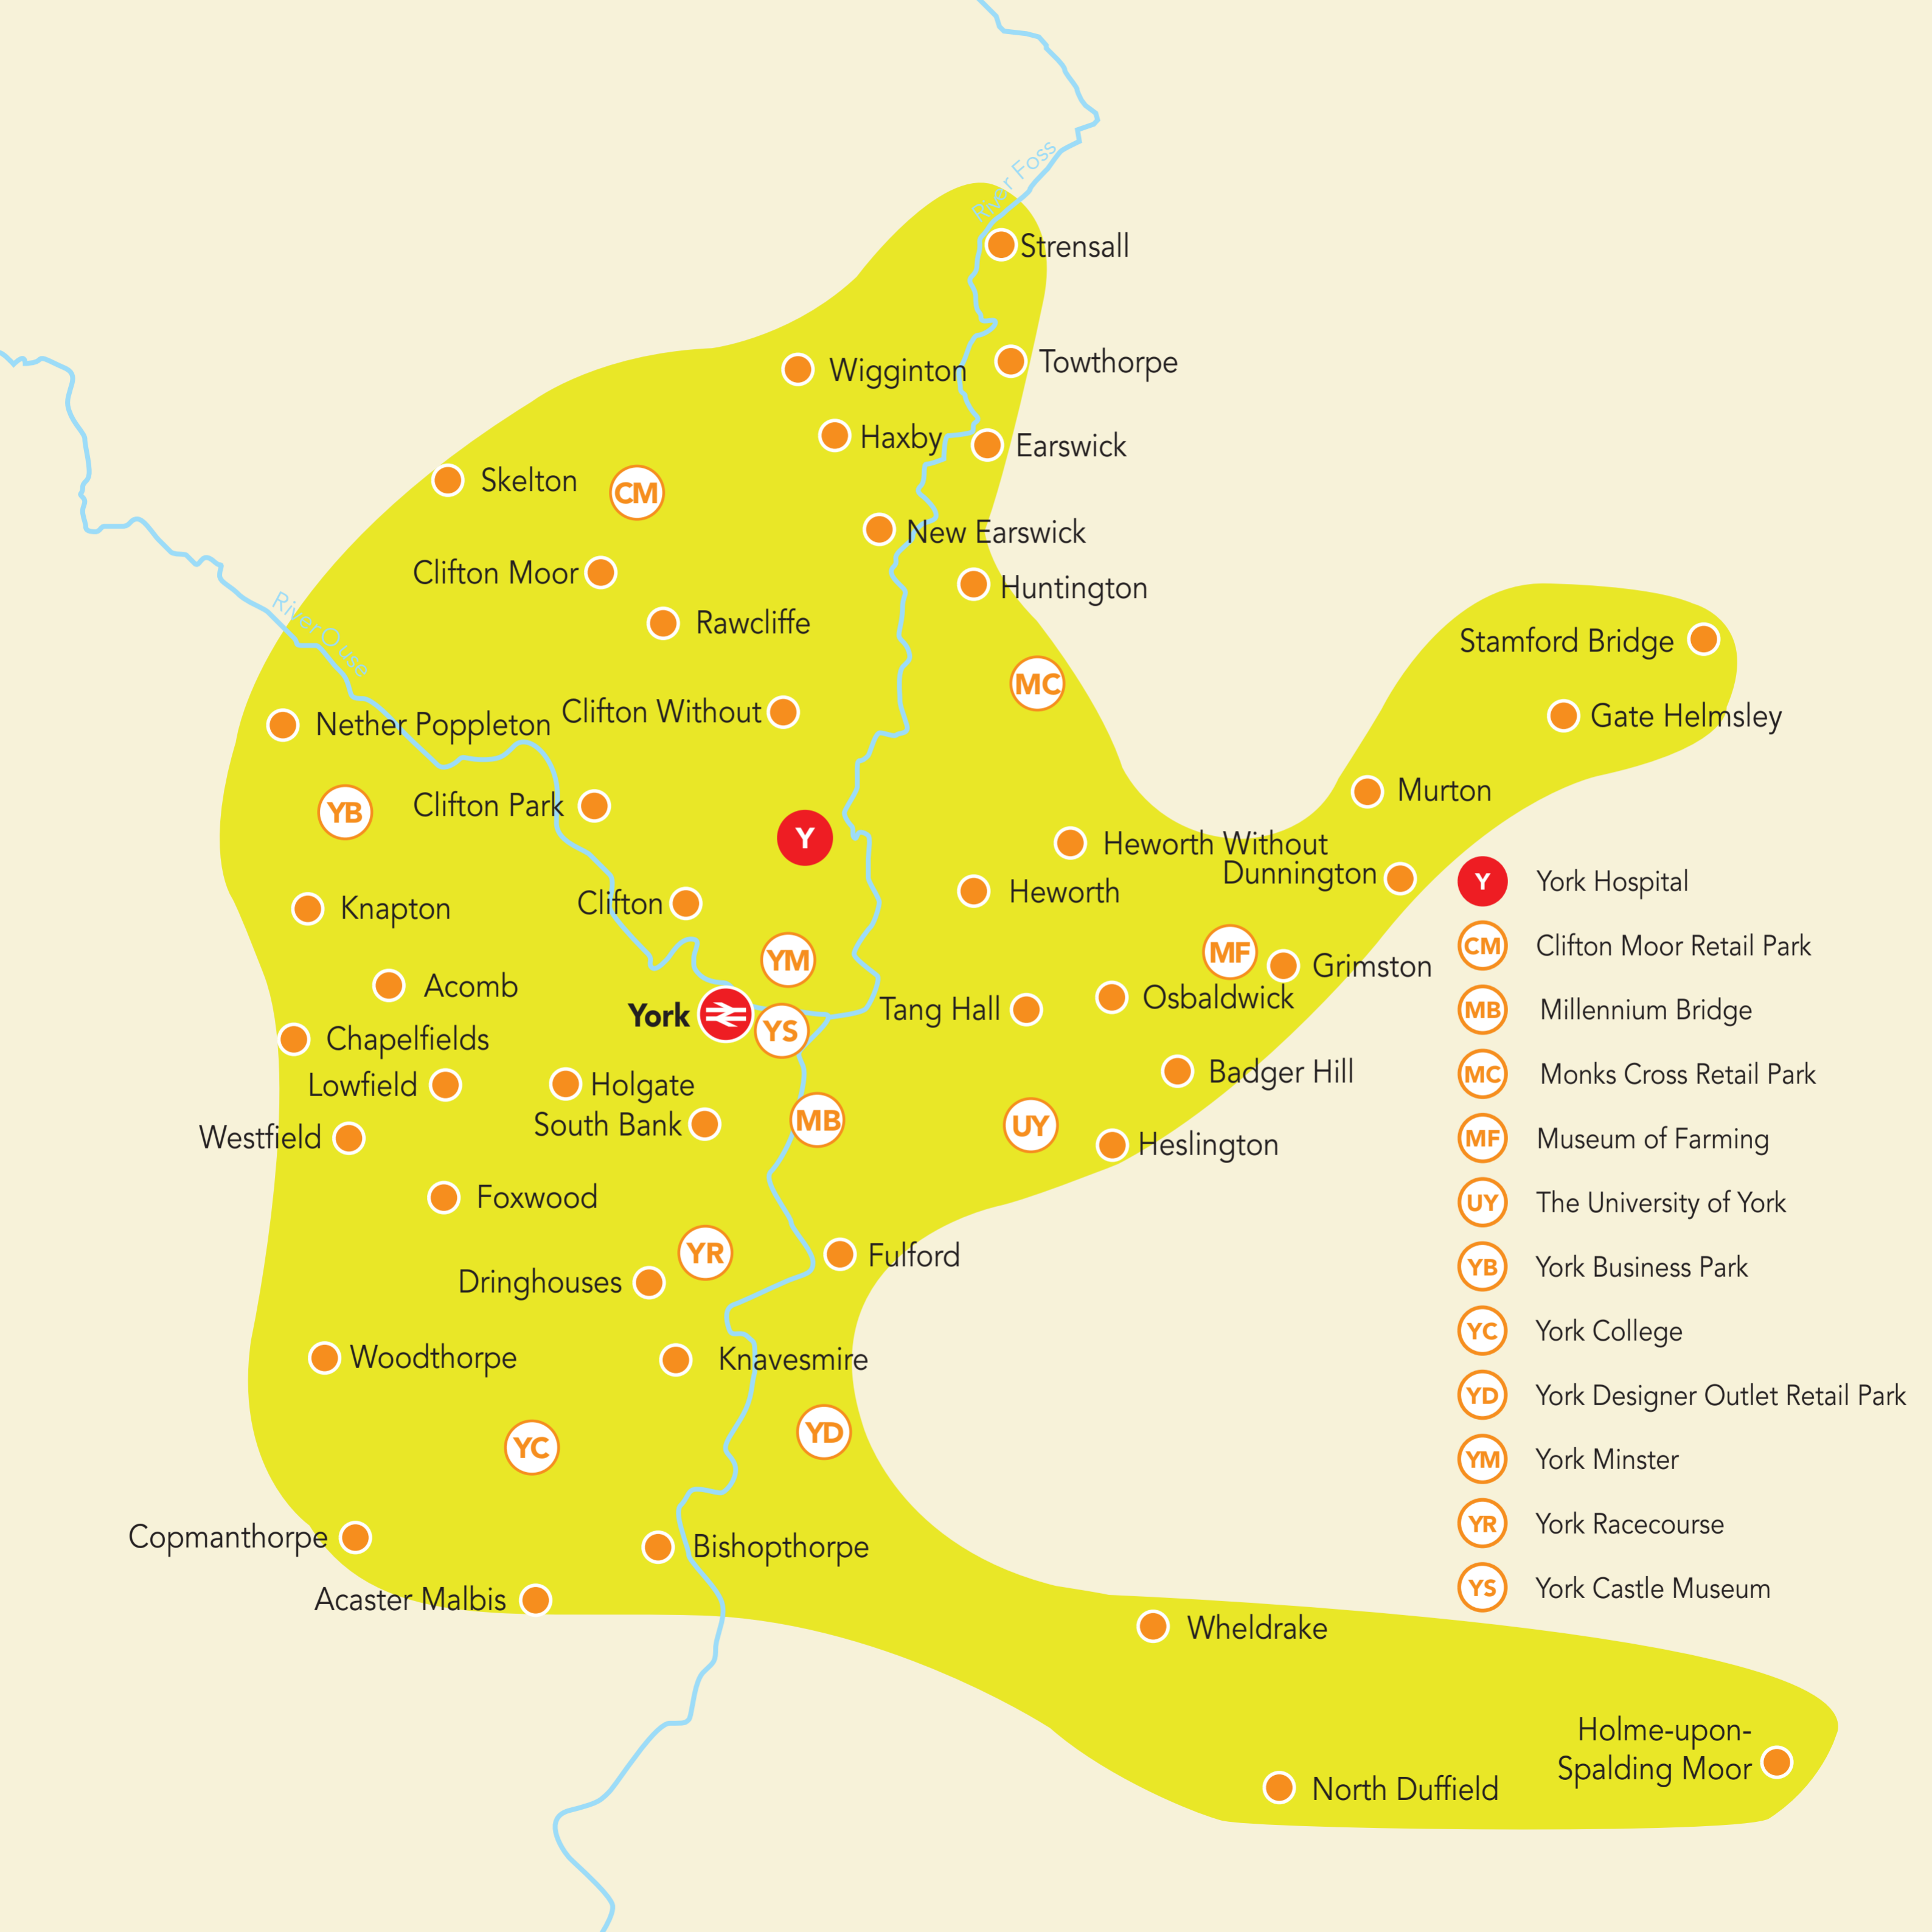 River Foss
Strensall
Towthorpe
Wigginton
Haxby
Earswick
Skelton
CM
New Earswick
Clifton Moor
Huntington
Rawcliffe
River Ouse
Stamford Bridge
MC
Clifton Without
Gate Helmsley
Nether Poppleton
Murton
YB
Clifton Park
Y
Heworth Without
Dunnington
Heworth
Clifton
Knapton
YM
MF
Grimston
Acomb
Osbaldwick
Tang Hall
York
YS
Chapelfields
Badger Hill
Lowfield
Holgate
MB
South Bank
UY
Westfield
Heslington
Foxwood
YR
Fulford
Dringhouses
Woodthorpe
Knavesmire
YD
YC
Copmanthorpe
Bishopthorpe
Acaster Malbis
Wheldrake
Holme-upon-
Spalding Moor
North Duffield
Y York Hospital
CM Clifton Moor Retail Park
MB Millennium Bridge
MC Monks Cross Retail Park
MF Museum of Farming
UY The University of York
YB York Business Park
YC York College
YD York Designer Outlet Retail Park
YM York Minster
YR York Racecourse
YS York Castle Museum